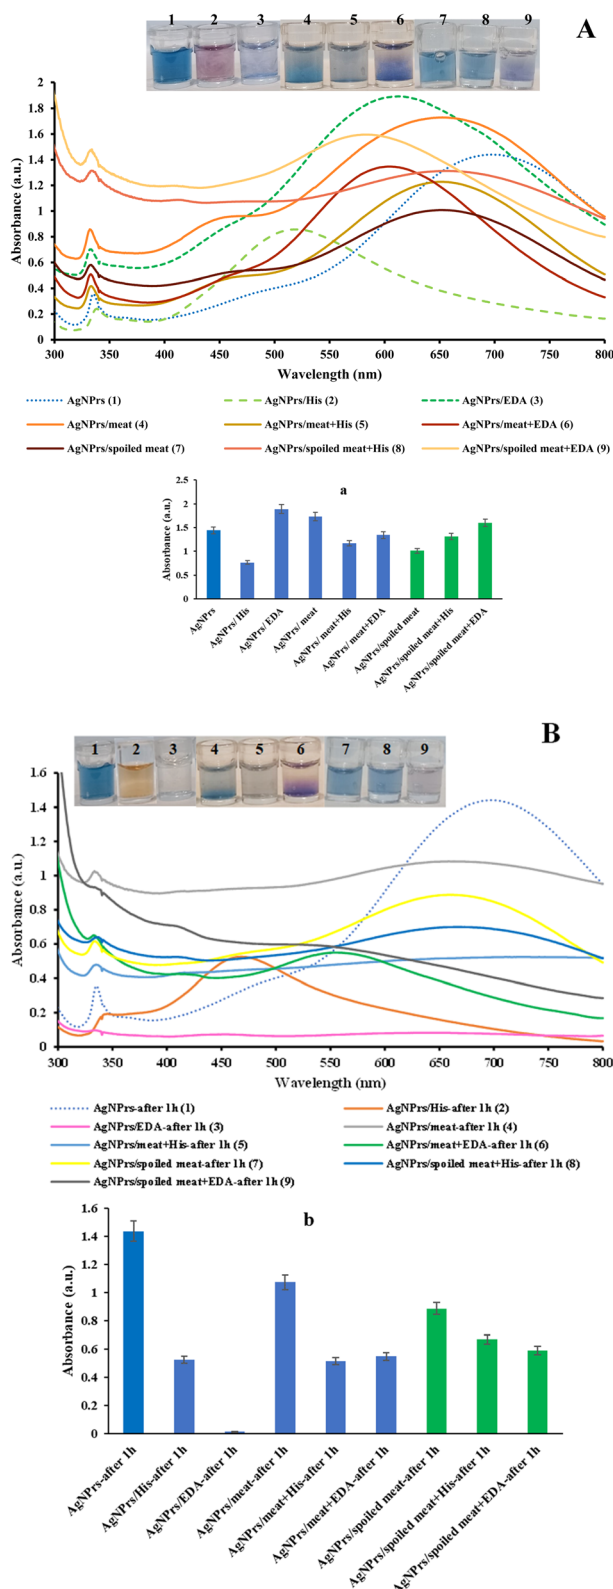 1 2 3 4 5 6 7 8 9
A
2
1.8
1.6
1.4
1.2
1
0.8
0.6
0.4
0.2
0
Absorbance (a.u.)
300 350 400 450 500 550 600 650 700 750 800
Wavelength (nm)
AgNPrs (1) AgNPrs/His (2) AgNPrs/EDA (3)
AgNPrs/meat (4) AgNPrs/meat+His (5) AgNPrs/meat+EDA (6)
AgNPrs/spoiled meat (7) AgNPrs/spoiled meat+His (8) AgNPrs/spoiled meat+EDA (9)
a
2
1.5
1
0.5
0
Absorbance (a.u.)
AgNPrs
AgNPrs/ His
AgNPrs/ EDA
AgNPrs/ meat
AgNPrs/ meat+His
AgNPrs/ meat+EDA
AgNPrs/spoiled meat
AgNPrs/spoiled meat+His
AgNPrs/spoiled meat+EDA
B
1 2 3 4 5 6 7 8 9
1.6
1.4
1.2
1
0.8
0.6
0.4
0.2
0
Absorbance (a.u.)
300 350 400 450 500 550 600 650 700 750 800
Wavelength (nm)
AgNPrs-after 1h (1) AgNPrs/His-after 1h (2)
AgNPrs/EDA-after 1h (3) AgNPrs/meat-after 1h (4)
AgNPrs/meat+His-after 1h (5) AgNPrs/meat+EDA-after 1h (6)
AgNPrs/spoiled meat-after 1h (7) AgNPrs/spoiled meat+His-after 1h (8)
AgNPrs/spoiled meat+EDA-after 1h (9)
b
1.6
1.4
1.2
1
0.8
0.6
0.4
0.2
0
Absorbance (a.u.)
AgNPrs-after 1h
AgNPrs/His-after 1h
AgNPrs/EDA-after 1h
AgNPrs/meat-after 1h
AgNPrs/meat+His-after 1h
AgNPrs/meat+EDA-after 1h
AgNPrs/spoiled meat-after 1h
AgNPrs/spoiled meat+His-after 1h
AgNPrs/spoiled meat+EDA-after 1h